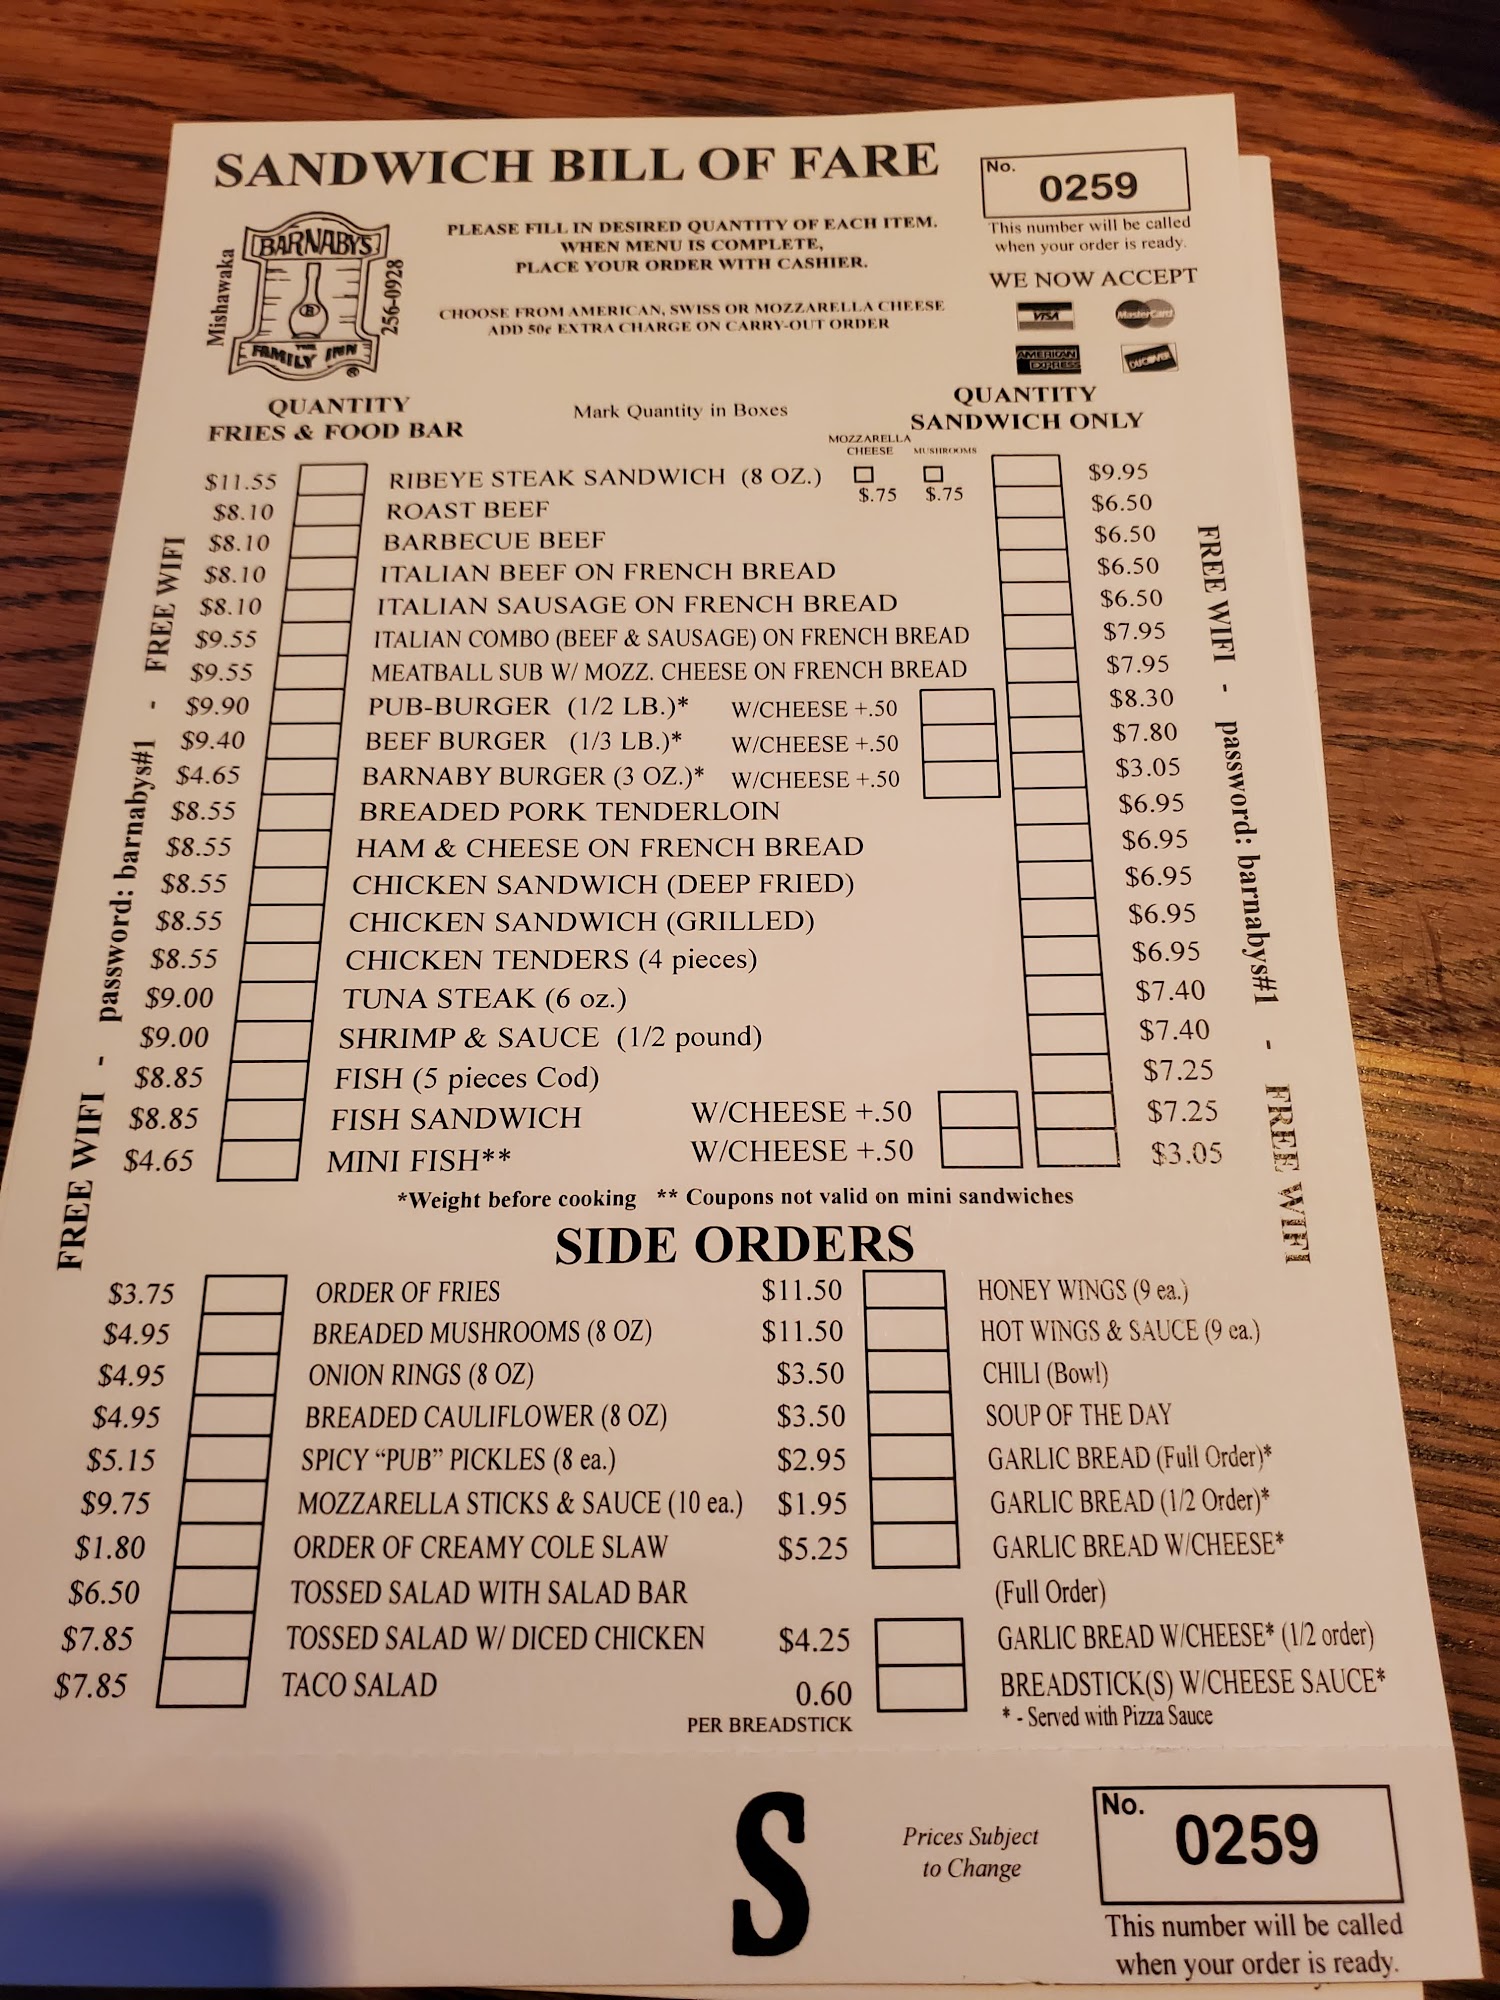 SANDWICH BILL OF FARE
No.
0259
This number will be called
when your order is ready.
Mishawaka
BARNABYS
B
THE
FAMILY INN
®
256-0928
PLEASE FILL IN DESIRED QUANTITY OF EACH ITEM.
WHEN MENU IS COMPLETE,
PLACE YOUR ORDER WITH CASHIER.
CHOOSE FROM AMERICAN, SWISS OR MOZZARELLA CHEESE
ADD 50¢ EXTRA CHARGE ON CARRY-OUT ORDER
WE NOW ACCEPT
VISA
MasterCard
AMERICAN EXPRESS
DISCOVER
QUANTITY
FRIES & FOOD BAR
Mark Quantity in Boxes
QUANTITY
SANDWICH ONLY
MOZZARELLA CHEESE
MUSHROOMS
$11.55 RIBEYE STEAK SANDWICH (8 OZ.) $.75 $.75 $9.95
$8.10 ROAST BEEF $6.50
$8.10 BARBECUE BEEF $6.50
$8.10 ITALIAN BEEF ON FRENCH BREAD $6.50
$8.10 ITALIAN SAUSAGE ON FRENCH BREAD $6.50
$9.55 ITALIAN COMBO (BEEF & SAUSAGE) ON FRENCH BREAD $7.95
$9.55 MEATBALL SUB W/ MOZZ. CHEESE ON FRENCH BREAD $7.95
$9.90 PUB-BURGER (1/2 LB.)* W/CHEESE +.50 $8.30
$9.40 BEEF BURGER (1/3 LB.)* W/CHEESE +.50 $7.80
$4.65 BARNABY BURGER (3 OZ.)* W/CHEESE +.50 $3.05
$8.55 BREADED PORK TENDERLOIN $6.95
$8.55 HAM & CHEESE ON FRENCH BREAD $6.95
$8.55 CHICKEN SANDWICH (DEEP FRIED) $6.95
$8.55 CHICKEN SANDWICH (GRILLED) $6.95
$8.55 CHICKEN TENDERS (4 pieces) $6.95
$9.00 TUNA STEAK (6 oz.) $7.40
$9.00 SHRIMP & SAUCE (1/2 pound) $7.40
$8.85 FISH (5 pieces Cod) $7.25
$8.85 FISH SANDWICH W/CHEESE +.50 $7.25
$4.65 MINI FISH** W/CHEESE +.50 $3.05
FREE WIFI - password: barnabys#1 - FREE WIFI
FREE WIFI - password: barnabys#1 - FREE WIFI
*Weight before cooking ** Coupons not valid on mini sandwiches
SIDE ORDERS
$3.75 ORDER OF FRIES
$4.95 BREADED MUSHROOMS (8 OZ)
$4.95 ONION RINGS (8 OZ)
$4.95 BREADED CAULIFLOWER (8 OZ)
$5.15 SPICY “PUB” PICKLES (8 ea.)
$9.75 MOZZARELLA STICKS & SAUCE (10 ea.)
$1.80 ORDER OF CREAMY COLE SLAW
$6.50 TOSSED SALAD WITH SALAD BAR
$7.85 TOSSED SALAD W/ DICED CHICKEN
$7.85 TACO SALAD
$11.50 HONEY WINGS (9 ea.)
$11.50 HOT WINGS & SAUCE (9 ea.)
$3.50 CHILI (Bowl)
$3.50 SOUP OF THE DAY
$2.95 GARLIC BREAD (Full Order)*
$1.95 GARLIC BREAD (1/2 Order)*
$5.25 GARLIC BREAD W/CHEESE*
(Full Order)
$4.25 GARLIC BREAD W/CHEESE* (1/2 order)
0.60 BREADSTICK(S) W/CHEESE SAUCE*
PER BREADSTICK
* - Served with Pizza Sauce
S
Prices Subject
to Change
No.
0259
This number will be called
when your order is ready.